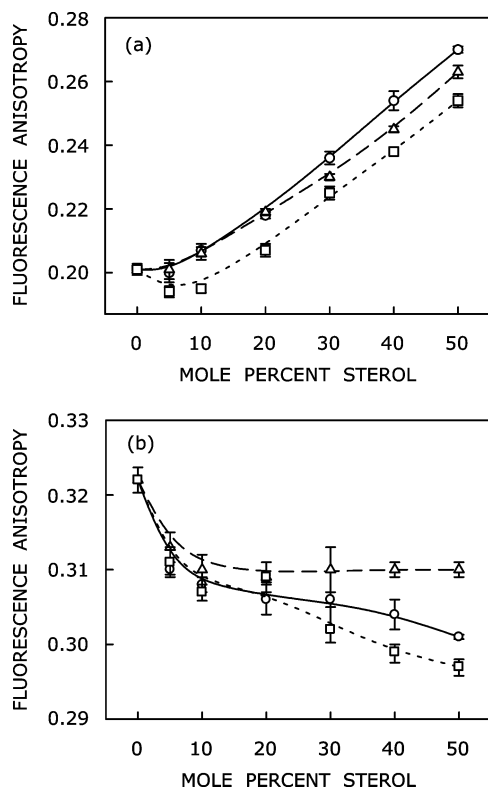 0.28
(a)
0.26
0.24
0.22
0.20
FLUORESCENCE ANISOTROPY
0 10 20 30 40 50
MOLE PERCENT STEROL
0.33
(b)
0.32
0.31
0.30
0.29
FLUORESCENCE ANISOTROPY
0 10 20 30 40 50
MOLE PERCENT STEROL